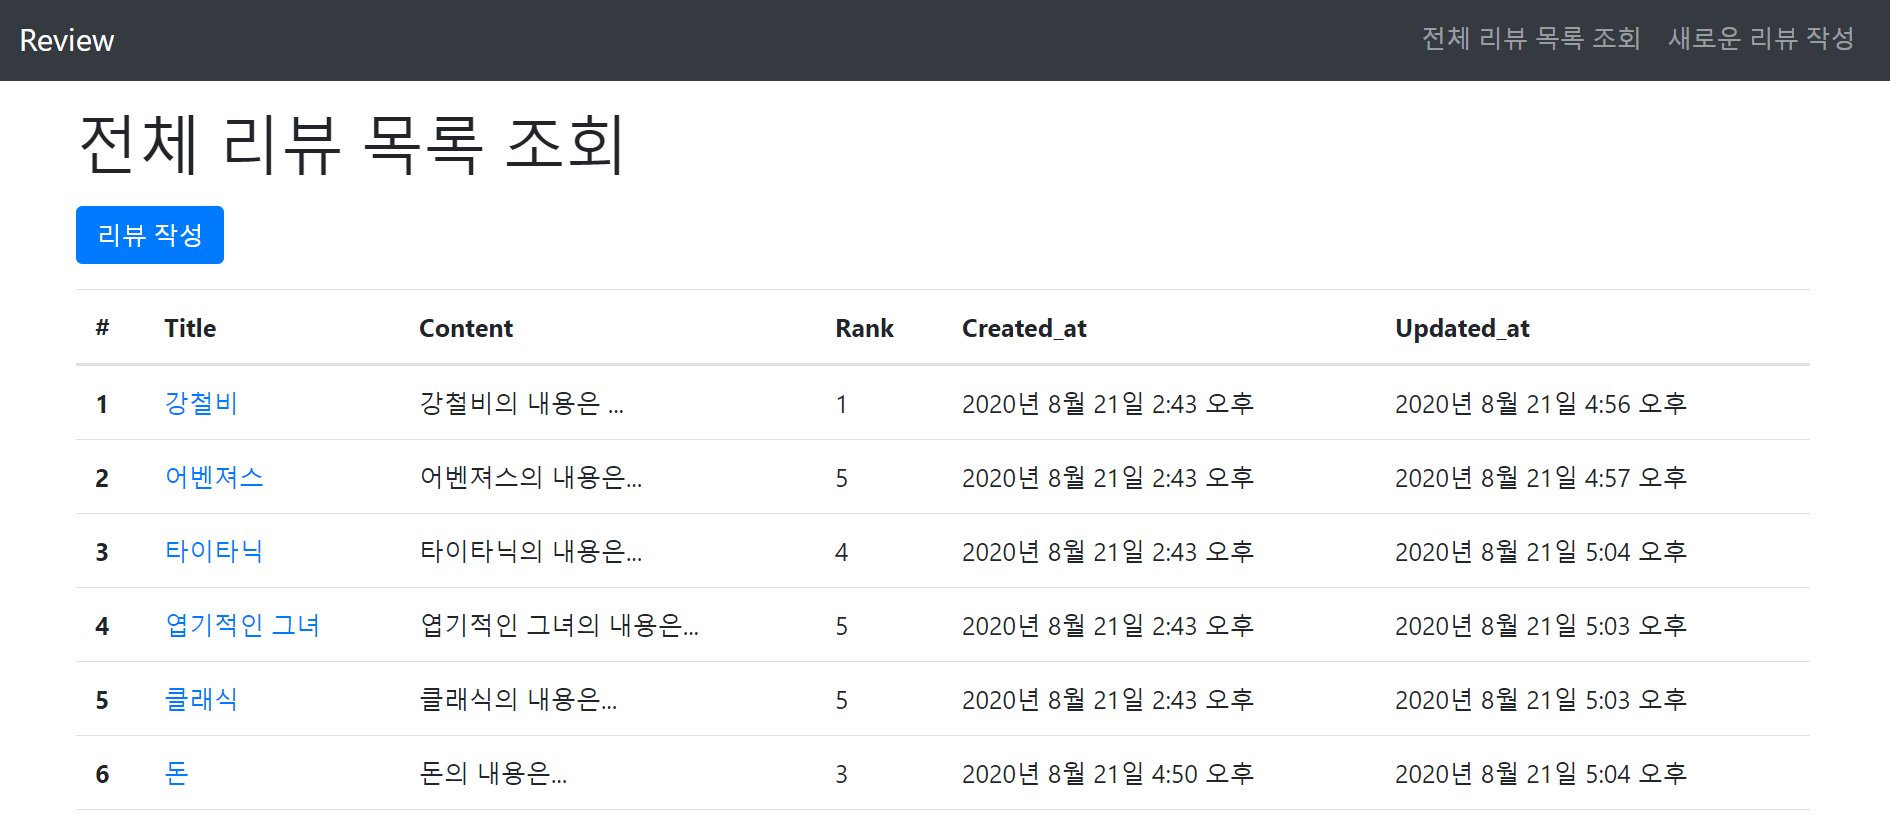 Review 전체 리뷰 목록 조회 새로운 리뷰 작성
전체 리뷰 목록 조회
리뷰 작성
# Title Content Rank Created_at Updated_at
1 강철비 강철비의 내용은 ... 1 2020년 8월 21일 2:43 오후 2020년 8월 21일 4:56 오후
2 어벤져스 어벤져스의 내용은... 5 2020년 8월 21일 2:43 오후 2020년 8월 21일 4:57 오후
3 타이타닉 타이타닉의 내용은... 4 2020년 8월 21일 2:43 오후 2020년 8월 21일 5:04 오후
4 엽기적인 그녀 엽기적인 그녀의 내용은... 5 2020년 8월 21일 2:43 오후 2020년 8월 21일 5:03 오후
5 클래식 클래식의 내용은... 5 2020년 8월 21일 2:43 오후 2020년 8월 21일 5:03 오후
6 돈 돈의 내용은... 3 2020년 8월 21일 4:50 오후 2020년 8월 21일 5:04 오후